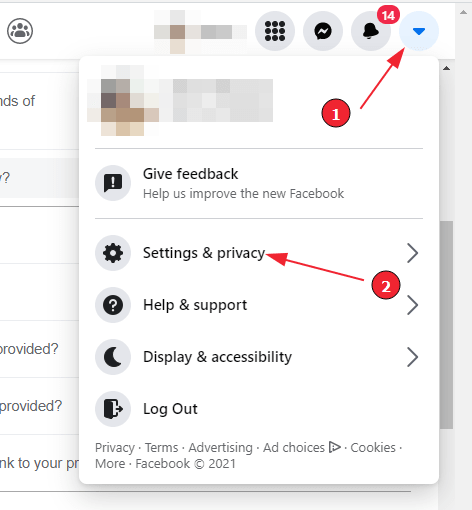 14
nds of
1
Give feedback
Help us improve the new Facebook
?
Settings & privacy
2
Help & support
provided?
Display & accessibility
provided?
Log Out
Privacy · Terms · Advertising · Ad choices · Cookies ·
nk to your pr
More · Facebook © 2021